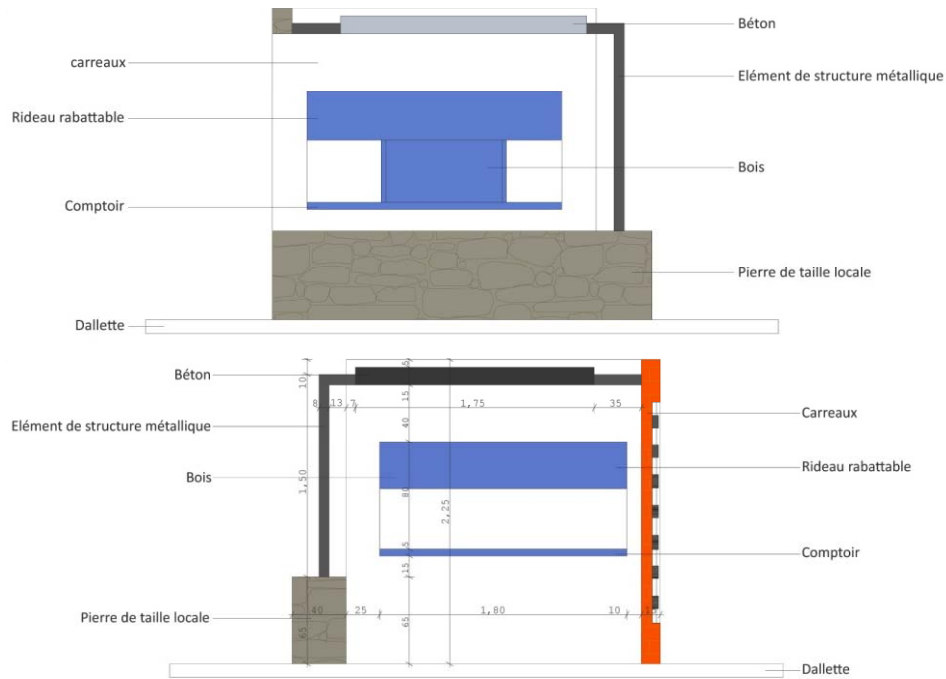 Béton
carreaux
Elément de structure métallique
Rideau rabattable
Bois
Comptoir
Pierre de taille locale
Dallette
Béton
10
5
15
8
13
7
1,75
35
Carreaux
Elément de structure métallique
40
Rideau rabattable
Bois
1,50
80
2,25
5
Comptoir
15
40
25
1,80
10
Pierre de taille locale
65
65
Dallette